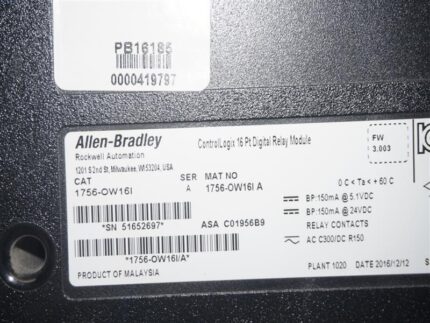 PB16185
0000419797
Allen-Bradley
Rockwell Automation
1201 S 2nd St, Milwaukee, WI 53204, USA
ControlLogix 16 Pt Digital Relay Module
FW
3.003
CAT
1756-OW16I
SER
A
MAT NO
1756-OW16I A
0 C < Ta < + 60 C
BP 150mA @ 5.1VDC
BP 150mA @ 24VDC
*SN 51652697*
ASA C01956B9
RELAY CONTACTS
AC C300/DC R150
*1756-OW16I/A*
PRODUCT OF MALAYSIA
PLANT 1020
DATE 2016/12/12